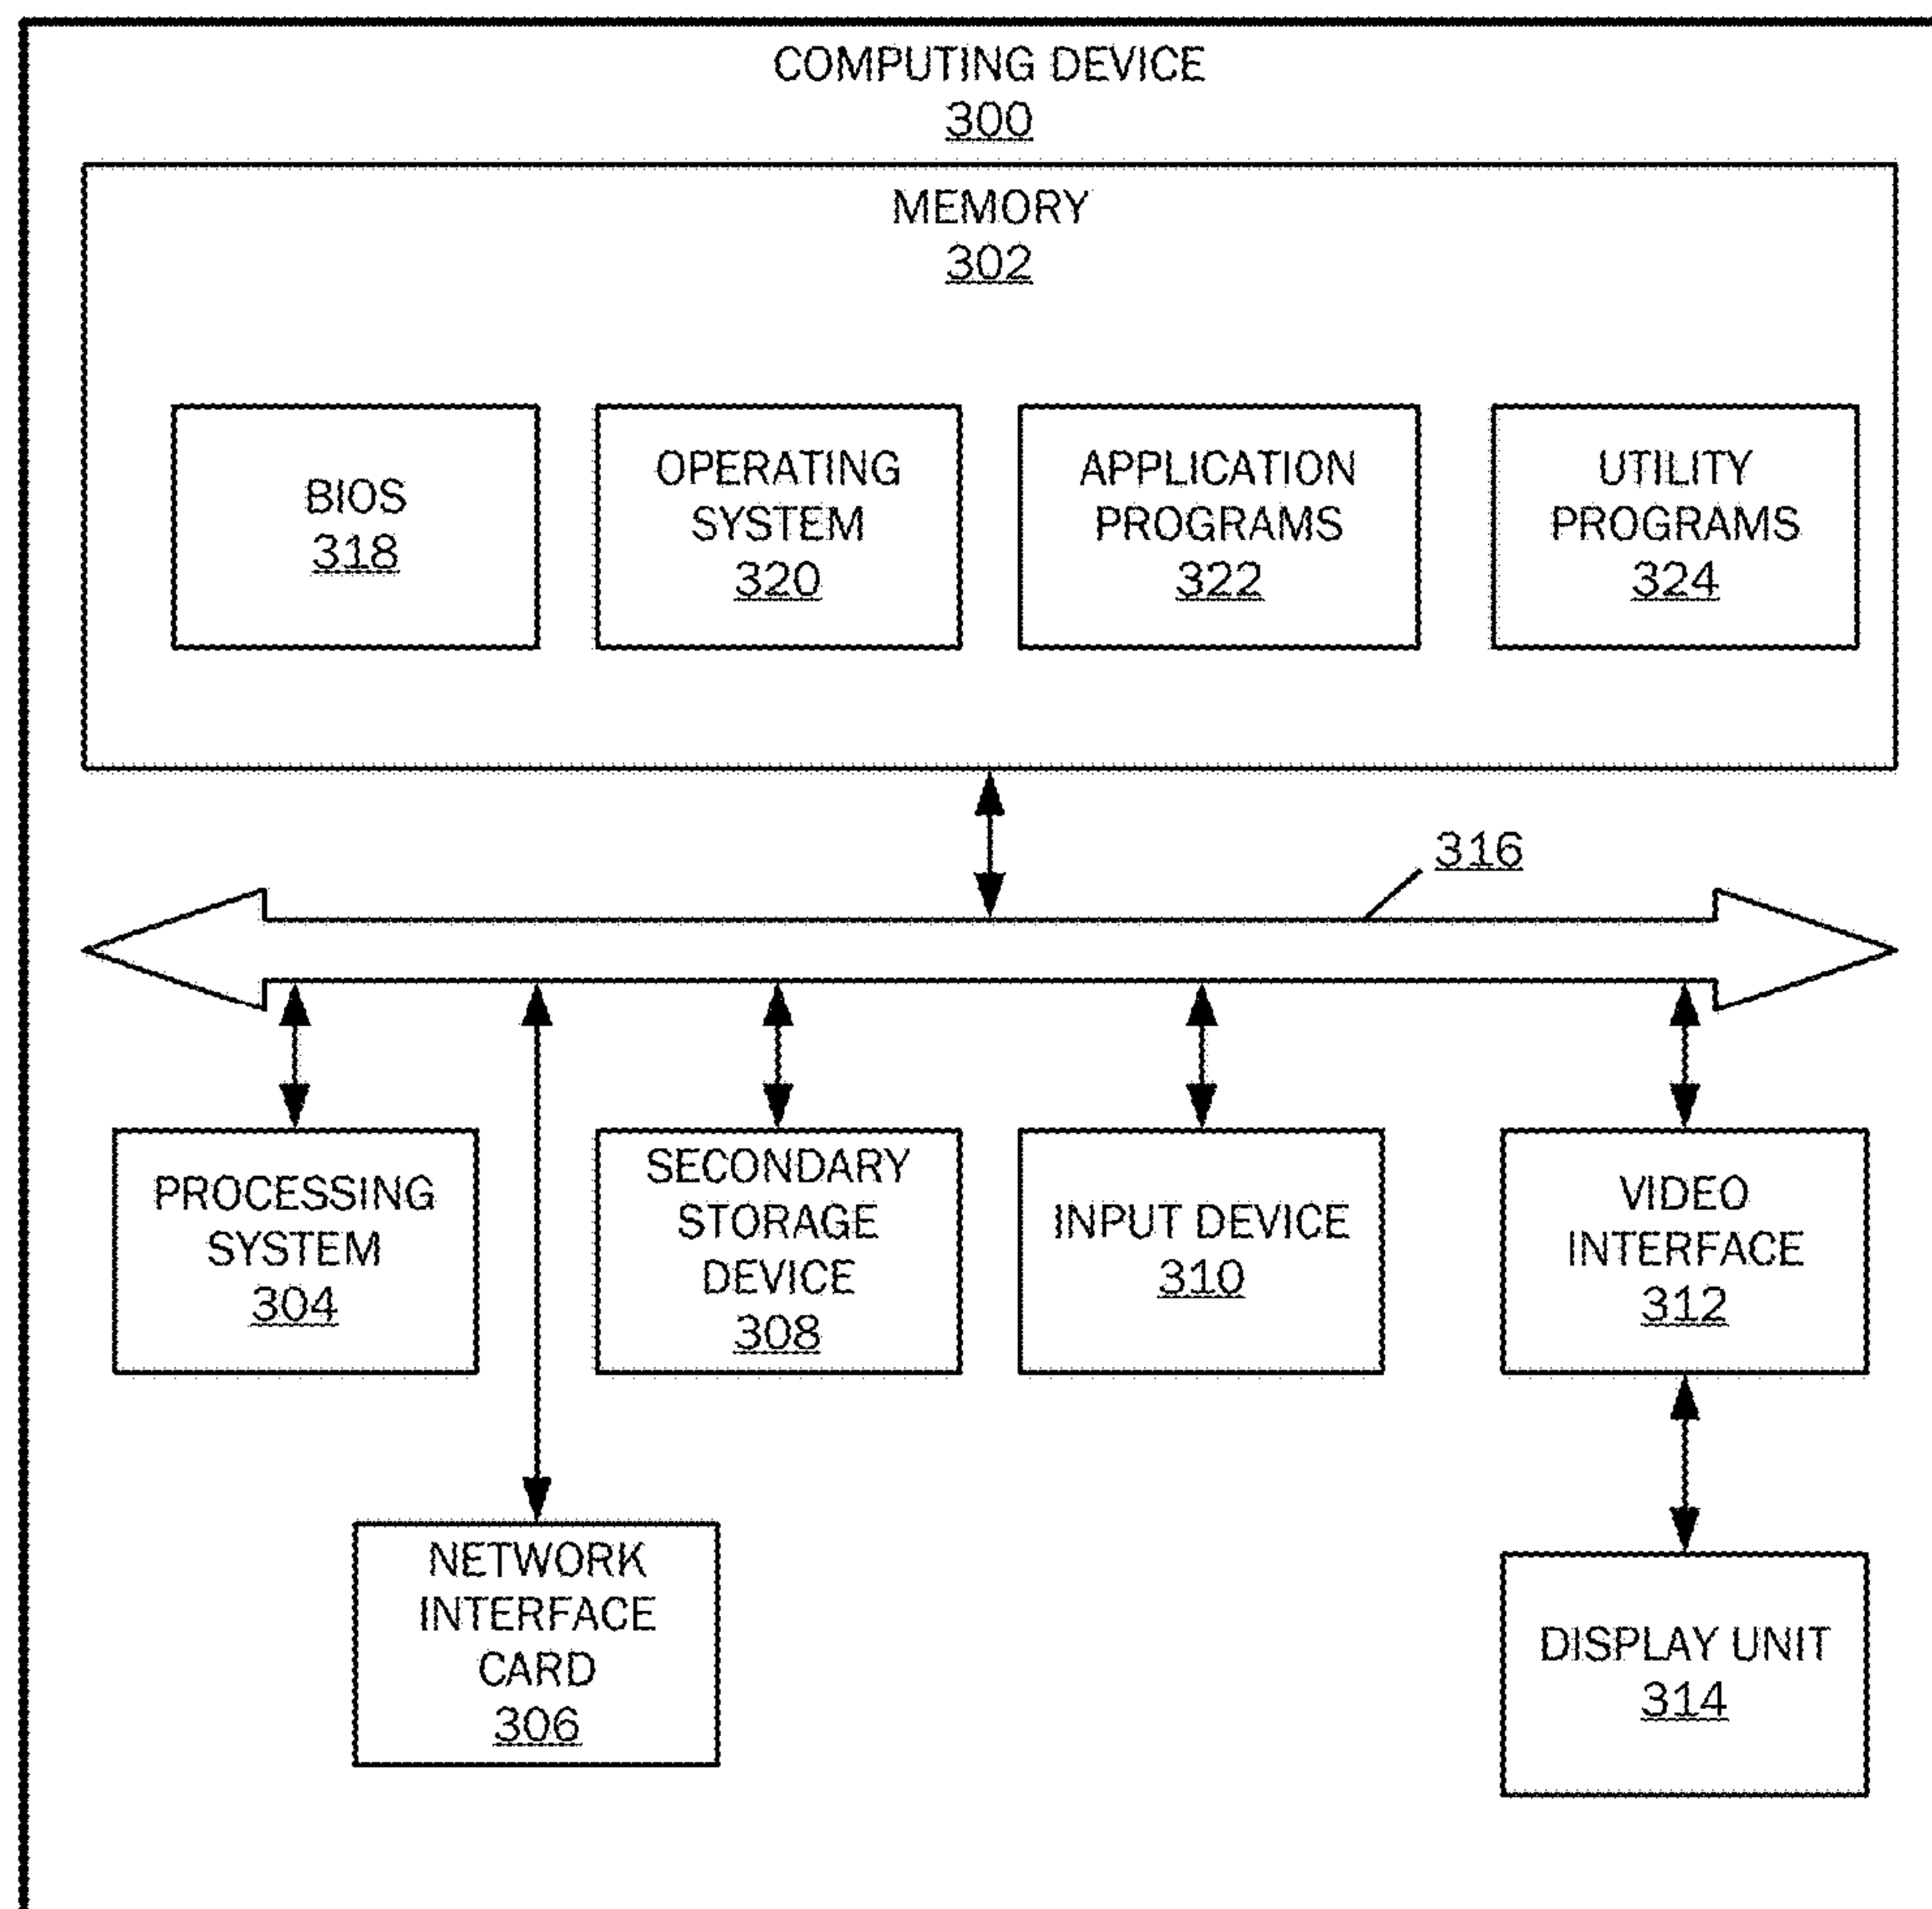 COMPUTING DEVICE
300
MEMORY
302
BIOS
318
OPERATING
SYSTEM
320
APPLICATION
PROGRAMS
322
UTILITY
PROGRAMS
324
316
PROCESSING
SYSTEM
304
SECONDARY
STORAGE
DEVICE
308
INPUT DEVICE
310
VIDEO
INTERFACE
312
NETWORK
INTERFACE
CARD
306
DISPLAY UNIT
314